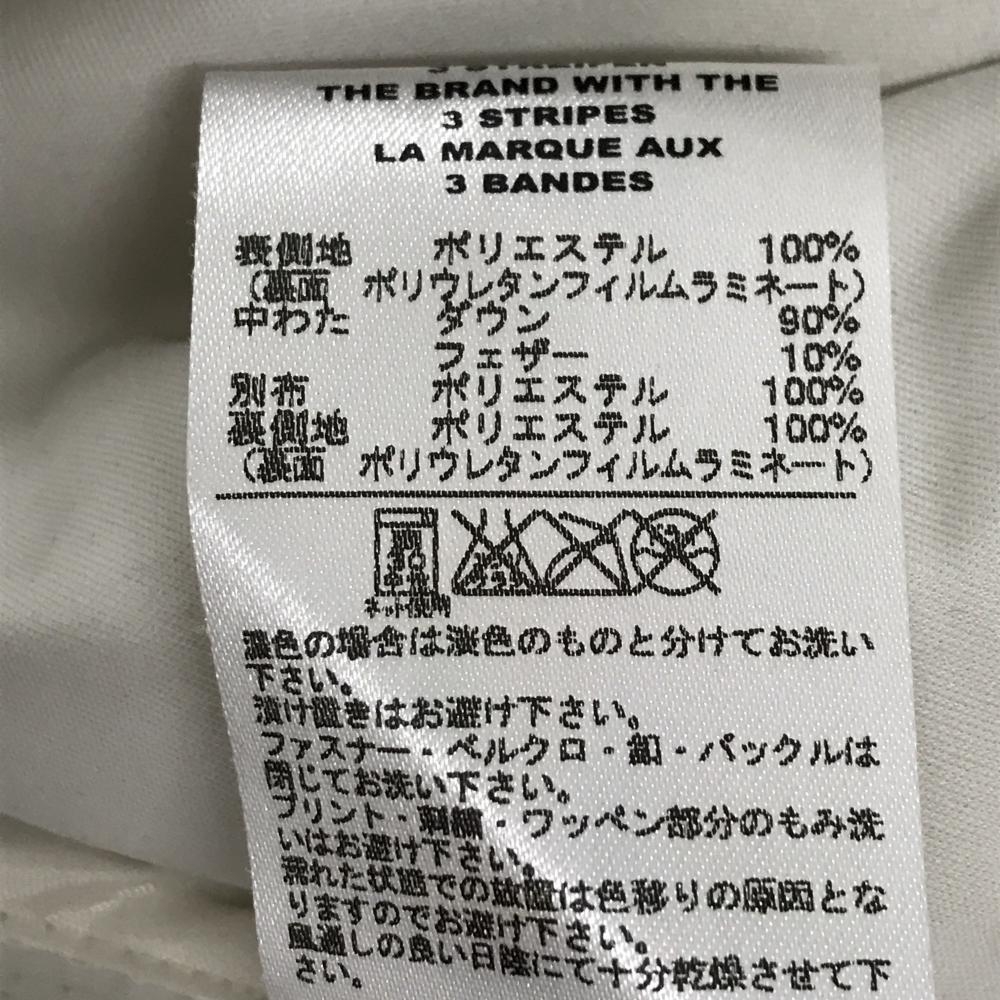 THE BRAND WITH THE
3 STRIPES
LA MARQUE AUX
3 BANDES
表側地 ポリエステル 100%
(裏面 ポリウレタンフィルムラミネート)
中わた ダウン 90%
フェザー 10%
別布 ポリエステル 100%
裏側地 ポリエステル 100%
(裏面 ポリウレタンフィルムラミネート)
ネット使用
濃色の場合は淡色のものと分けてお洗い
下さい。
漬け置きはお避け下さい。
ファスナー・ベルクロ・釦・バックルは
閉じてお洗い下さい。
プリント・刺繍・ワッペン部分のもみ洗
いはお避け下さい。
濡れた状態での放置は色移りの原因とな
りますのでお避け下さい。
風通しの良い日陰にて十分乾燥させて下
さい。